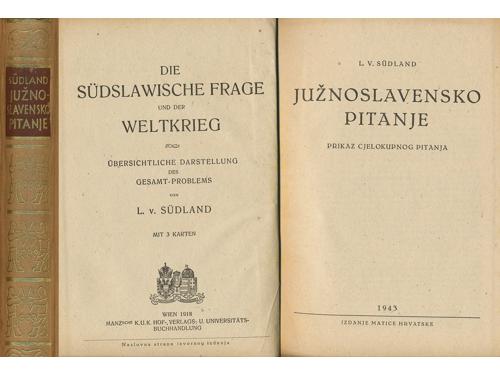 SÜDLAND
JUŽNO-
SLAVENSKO
PITANJE
DIE
SÜDSLAWISCHE FRAGE
UND DER
WELTKRIEG
ÜBERSICHTLICHE DARSTELLUNG
DES
GESAMT-PROBLEMS
VON
L. v. SÜDLAND
MIT 3 KARTEN
WIEN 1918
MANZsche K.U.K. HOF-, VERLAGS- U. UNIVERSITÄTS-
BUCHHANDLUNG
Naslovna strana izvornog izdanja
L. V. SÜDLAND
JUŽNOSLAVENSKO
PITANJE
PRIKAZ CJELOKUPNOG PITANJA
1943
IZDANJE MATICE HRVATSKE